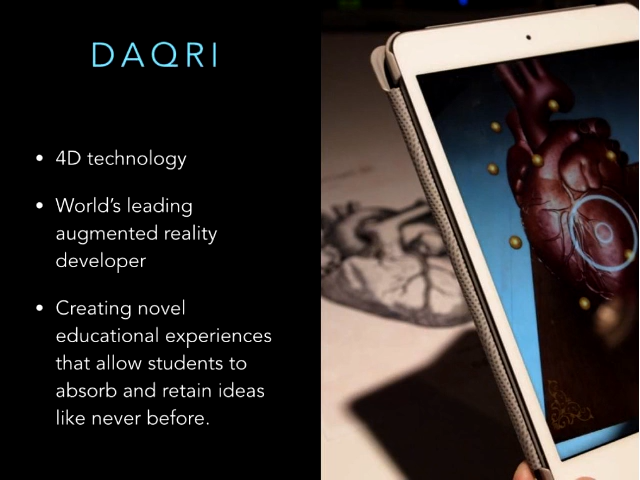 DAQRI
• 4D technology
• World's leading
augmented reality
developer
• Creating novel
educational experiences
that allow students to
absorb and retain ideas
like never before.